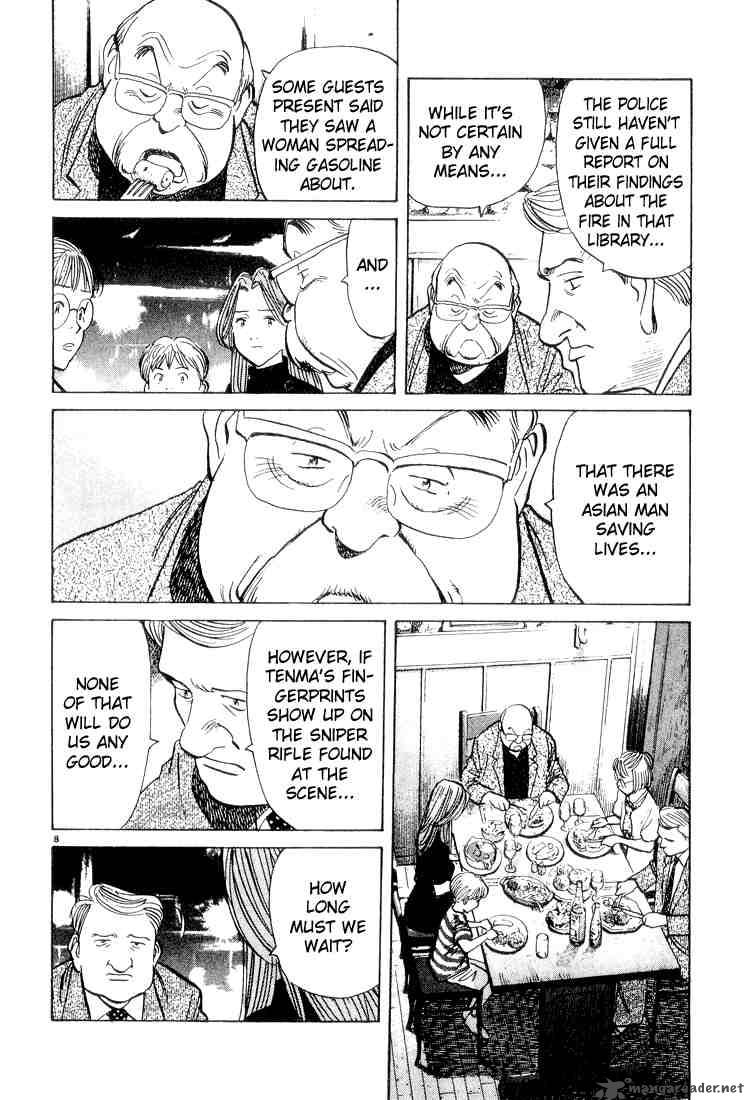 THE POLICE
STILL HAVEN'T
GIVEN A FULL
REPORT ON
THEIR FINDINGS
ABOUT THE
FIRE IN THAT
LIBRARY...
WHILE IT'S
NOT CERTAIN
BY ANY
MEANS...
SOME GUESTS
PRESENT SAID
THEY SAW A
WOMAN SPREAD-
ING GASOLINE
ABOUT.
AND
...
THAT THERE
WAS AN
ASIAN MAN
SAVING
LIVES...
HOWEVER, IF
TENMA'S FIN-
GERPRINTS
SHOW UP ON
THE SNIPER
RIFLE FOUND
AT THE
SCENE...
NONE
OF THAT
WILL DO
US ANY
GOOD...
8
HOW
LONG
MUST WE
WAIT?
mangareader.net